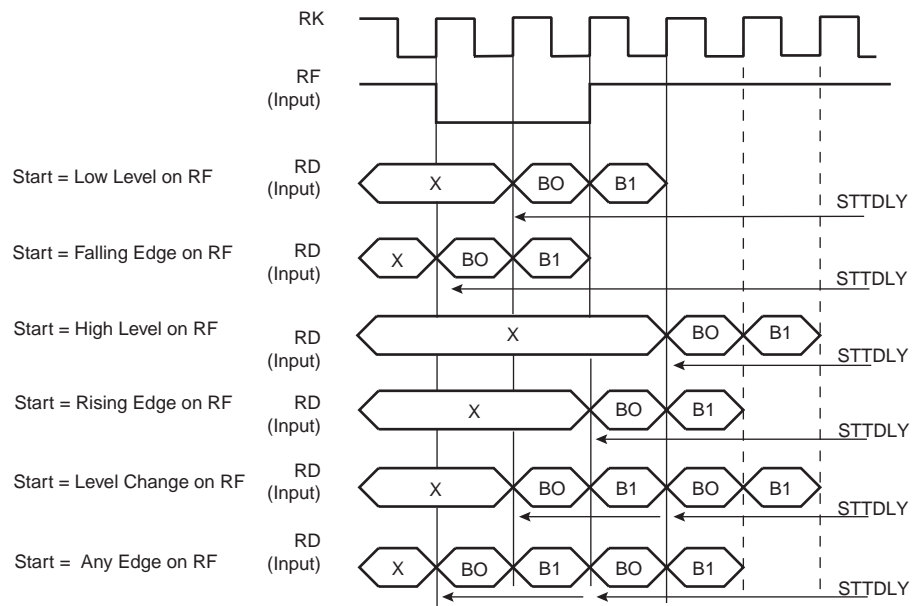 RK
RF
(Input)
Start = Low Level on RF
RD
(Input)
X
BO
B1
STTDLY
Start = Falling Edge on RF
RD
(Input)
X
BO
B1
STTDLY
Start = High Level on RF
RD
(Input)
X
BO
B1
STTDLY
Start = Rising Edge on RF
RD
(Input)
X
BO
B1
STTDLY
Start = Level Change on RF
RD
(Input)
X
BO
B1
BO
B1
STTDLY
Start = Any Edge on RF
RD
(Input)
X
BO
B1
BO
B1
STTDLY